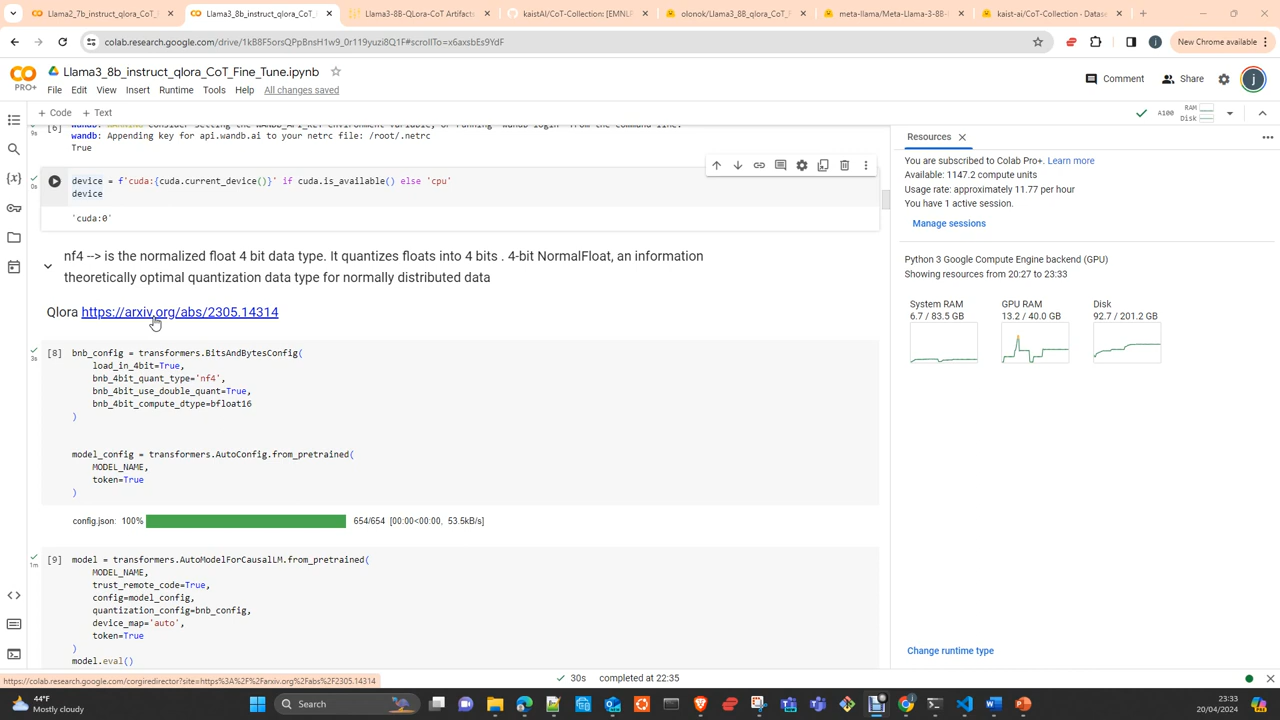 Llama2_7b_instruct_qlora_CoT_
Llama3_8b_instruct_qlora_CoT_F
Llama3-8B-QLora-CoT Artifacts
kaistAI/CoT-Collection: [EMNLP
olonok/Llama3_8B_qlora_CoT_F
meta-llama/Meta-Llama-3-8B-
kaist-ai/CoT-Collection · Datase
colab.research.google.com/drive/1kB8F5orsQPpBnsH1w9_0r119yuzi8Q1F#scrollTo=x6axsbEs9YdF
New Chrome available
Llama3_8b_instruct_qlora_CoT_Fine_Tune.ipynb
PRO+
File Edit View Insert Runtime Tools Help All changes saved
Comment Share
+ Code + Text
A100
RAM
Disk
wandb: Appending key for api.wandb.ai to your netrc file: /root/.netrc
True
device = f'cuda:{cuda.current_device()}' if cuda.is_available() else 'cpu'
device
'cuda:0'
nf4 --> is the normalized float 4 bit data type. It quantizes floats into 4 bits . 4-bit NormalFloat, an information
theoretically optimal quantization data type for normally distributed data
Qlora https://arxiv.org/abs/2305.14314
[8] bnb_config = transformers.BitsAndBytesConfig(
load_in_4bit=True,
bnb_4bit_quant_type='nf4',
bnb_4bit_use_double_quant=True,
bnb_4bit_compute_dtype=bfloat16
)
model_config = transformers.AutoConfig.from_pretrained(
MODEL_NAME,
token=True
)
config.json: 100% 654/654 [00:00<00:00, 53.5kB/s]
[9] model = transformers.AutoModelForCausalLM.from_pretrained(
MODEL_NAME,
trust_remote_code=True,
config=model_config,
quantization_config=bnb_config,
device_map='auto',
token=True
)
model.eval()
Resources
You are subscribed to Colab Pro+. Learn more
Available: 1147.2 compute units
Usage rate: approximately 11.77 per hour
You have 1 active session.
Manage sessions
Python 3 Google Compute Engine backend (GPU)
Showing resources from 20:27 to 23:33
System RAM
6.7 / 83.5 GB
GPU RAM
13.2 / 40.0 GB
Disk
92.7 / 201.2 GB
Change runtime type
https://colab.research.google.com/corgiredirector?site=https%3A%2F%2Farxiv.org%2Fabs%2F2305.14314
30s completed at 22:35
44°F
Mostly cloudy
Search
23:33
20/04/2024